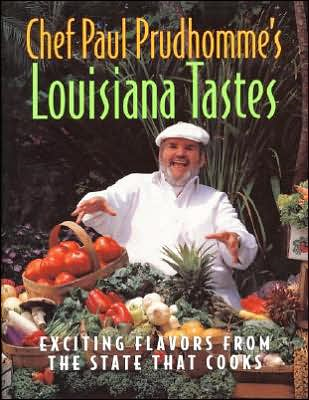 Chef Paul Prudhomme's
Louisiana Tastes
EXCITING FLAVORS FROM
THE STATE THAT COOKS